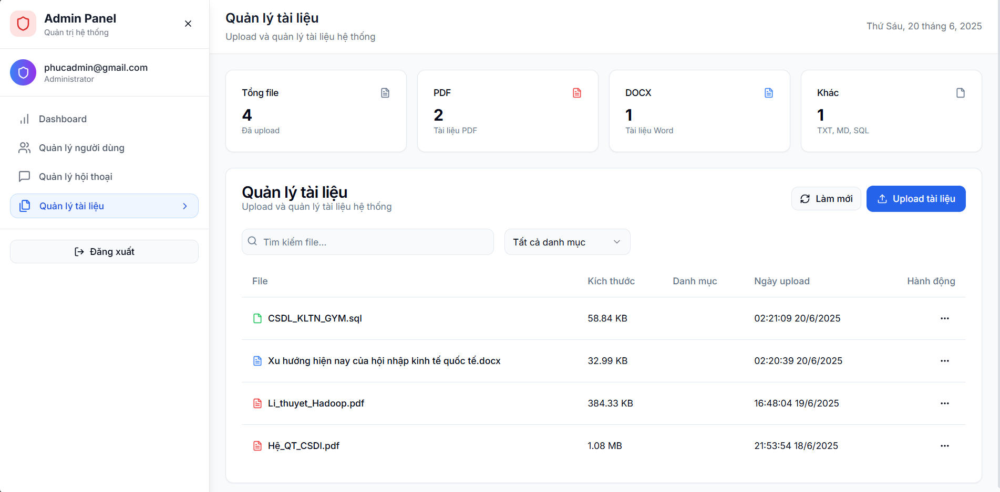 Admin Panel
Quản trị hệ thống
phucadmin@gmail.com
Administrator
Dashboard
Quản lý người dùng
Quản lý hội thoại
Quản lý tài liệu
Đăng xuất
Quản lý tài liệu
Upload và quản lý tài liệu hệ thống
Thứ Sáu, 20 tháng 6, 2025
Tổng file
4
Đã upload
PDF
2
Tài liệu PDF
DOCX
1
Tài liệu Word
Khác
1
TXT, MD, SQL
Quản lý tài liệu
Upload và quản lý tài liệu hệ thống
Làm mới
Upload tài liệu
Tìm kiếm file...
Tất cả danh mục
File Kích thước Danh mục Ngày upload Hành động
CSDL_KLTN_GYM.sql 58.84 KB 02:21:09 20/6/2025
Xu hướng hiện nay của hội nhập kinh tế quốc tế.docx 32.99 KB 02:20:39 20/6/2025
Li_thuyet_Hadoop.pdf 384.33 KB 16:48:04 19/6/2025
Hệ_QT_CSDl.pdf 1.08 MB 21:53:54 18/6/2025